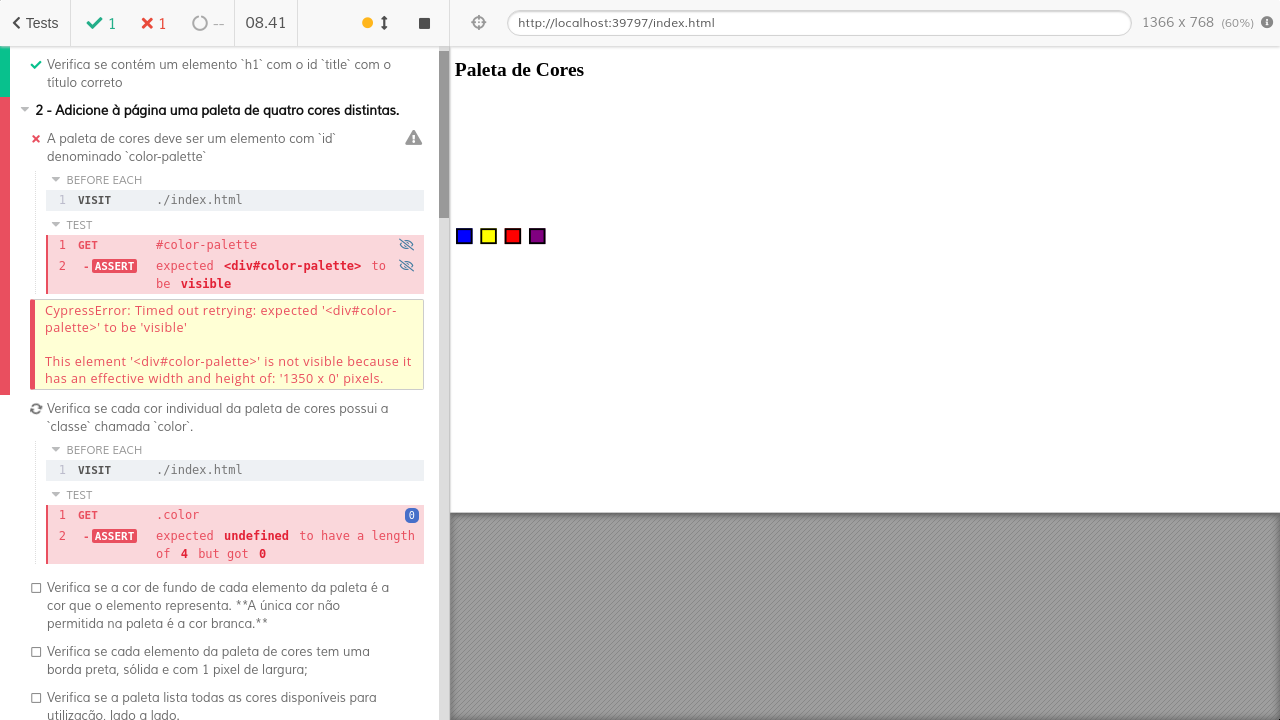 Tests
1
1
--
08.41
http://localhost:39797/index.html
1366 x 768 (60%)
Verifica se contém um elemento `h1` com o id `title` com o
título correto
2 - Adicione à página uma paleta de quatro cores distintas.
A paleta de cores deve ser um elemento com `id`
denominado `color-palette`
BEFORE EACH
1 VISIT ./index.html
TEST
1 GET #color-palette
2 -ASSERT expected <div#color-palette> to
be visible
CypressError: Timed out retrying: expected '<div#color-
palette>' to be 'visible'
This element '<div#color-palette>' is not visible because it
has an effective width and height of: '1350 x 0' pixels.
Verifica se cada cor individual da paleta de cores possui a
`classe` chamada `color`.
BEFORE EACH
1 VISIT ./index.html
TEST
1 GET .color 0
2 -ASSERT expected undefined to have a length
of 4 but got 0
Verifica se a cor de fundo de cada elemento da paleta é a
cor que o elemento representa. **A única cor não
permitida na paleta é a cor branca.**
Verifica se cada elemento da paleta de cores tem uma
borda preta, sólida e com 1 pixel de largura;
Verifica se a paleta lista todas as cores disponíveis para
utilização, lado a lado.
Paleta de Cores